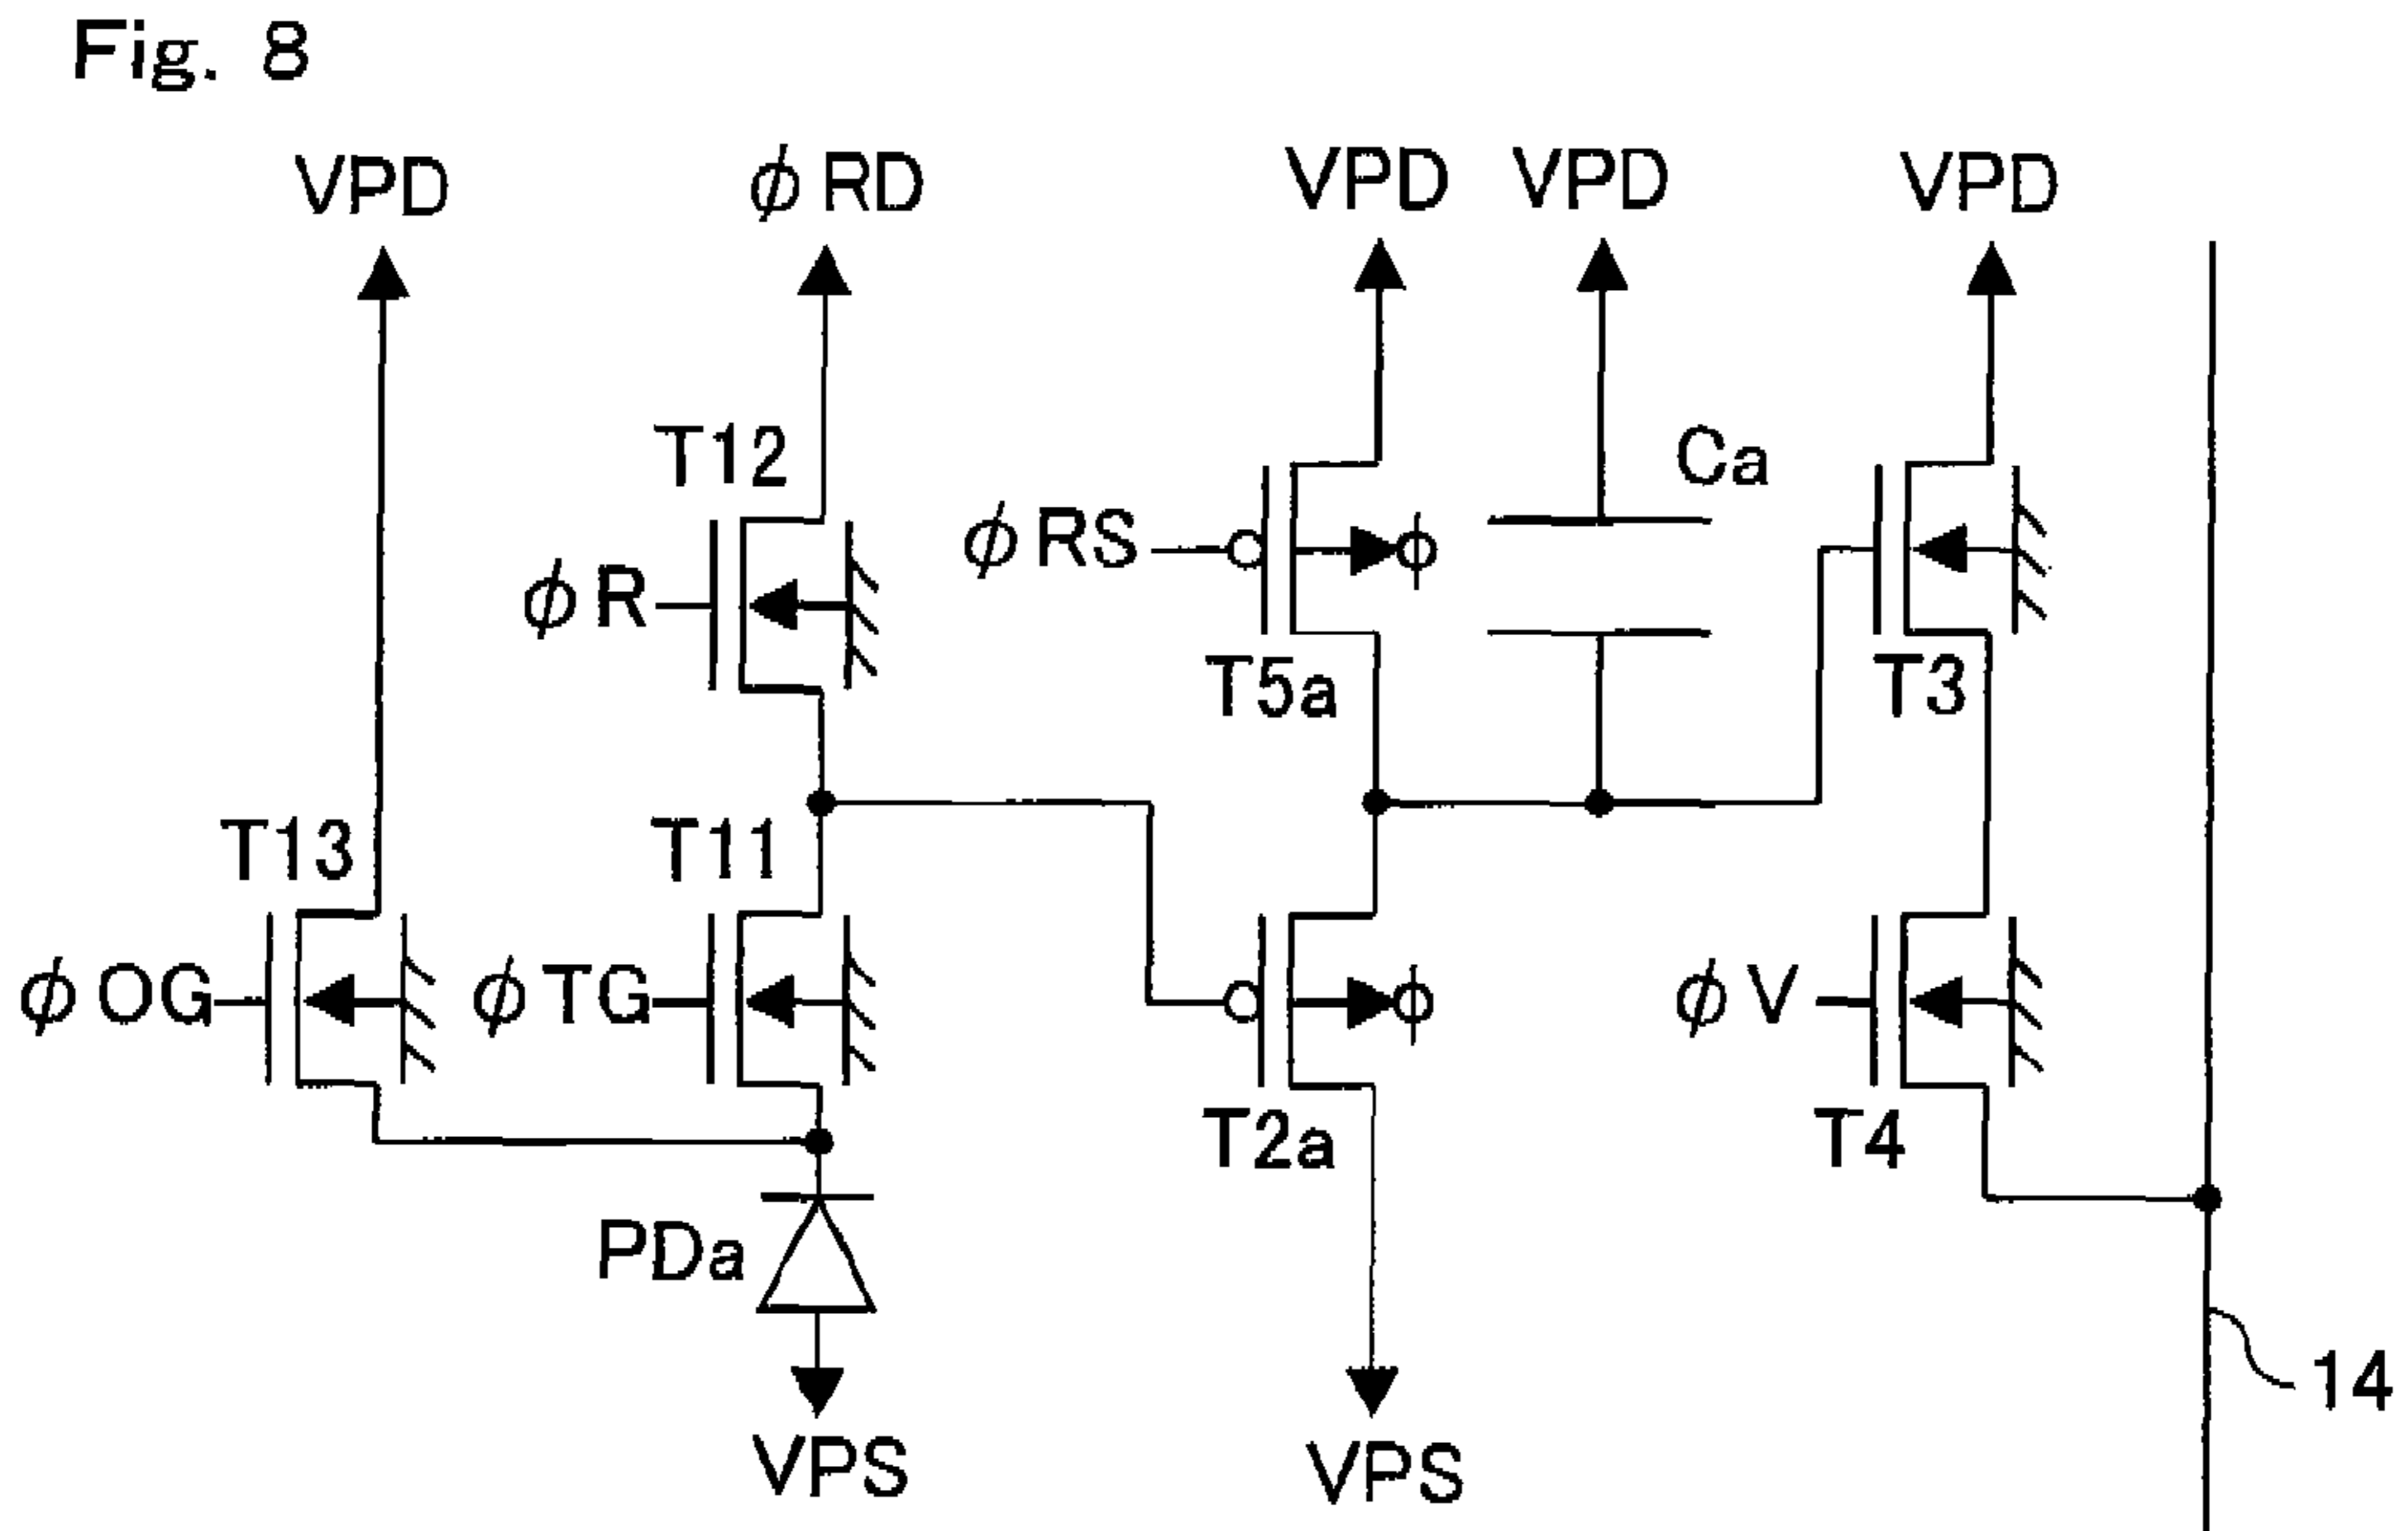 Fig. 8
VPD
ϕRD
VPD
VPD
VPD
T12
Ca
ϕRS
ϕR
T5a
T3
T13
T11
ϕOG
ϕTG
ϕV
T2a
T4
PDa
14
VPS
VPS